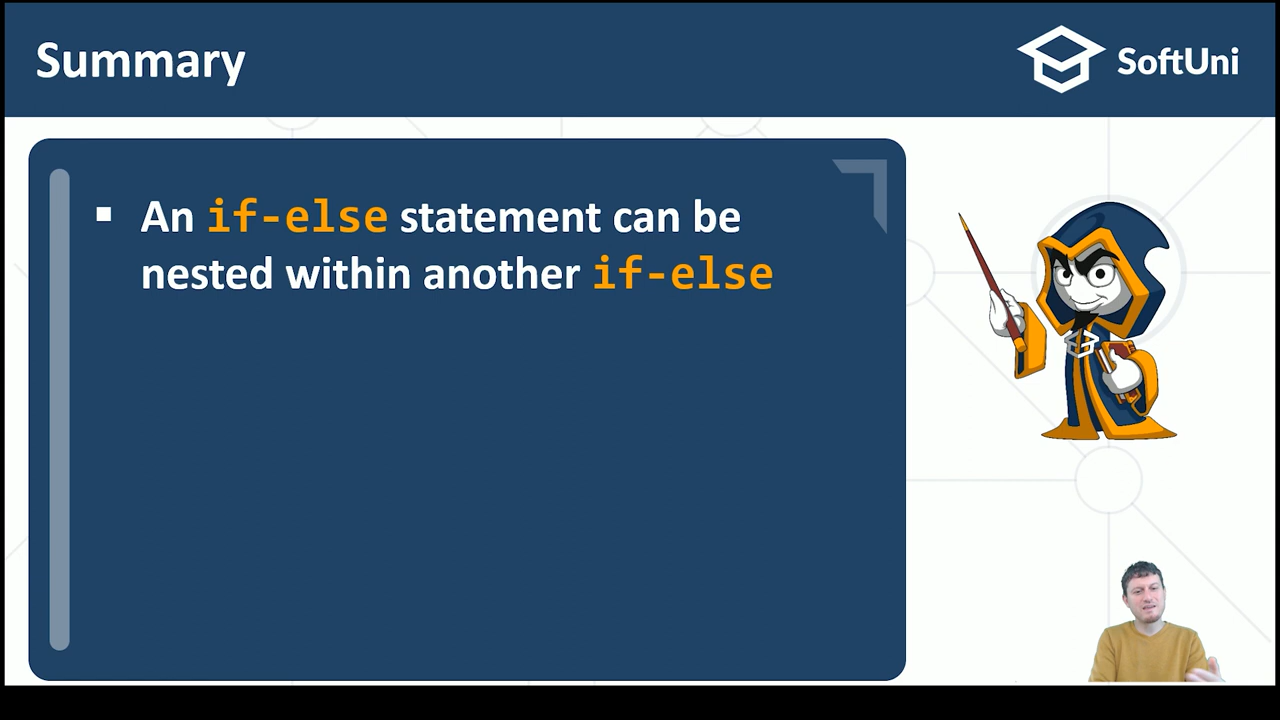 Summary
SoftUni
An if-else statement can be
nested within another if-else